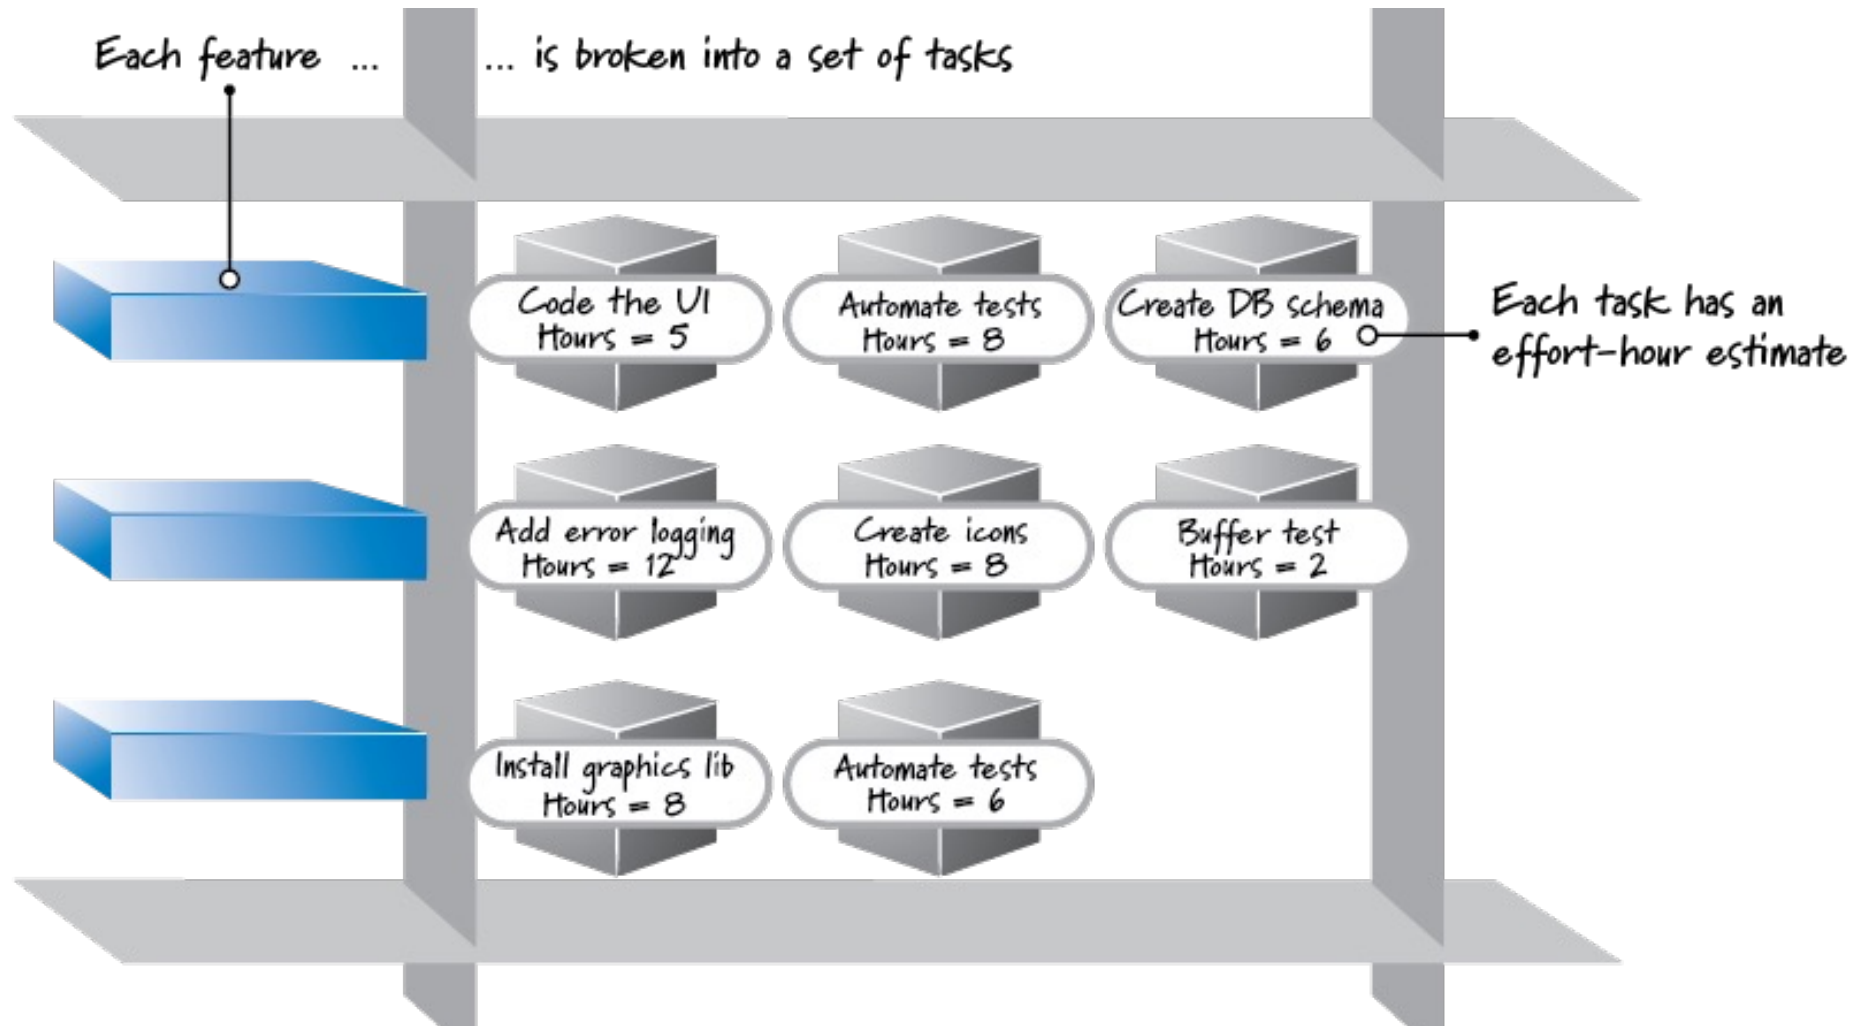 Each feature ...
... is broken into a set of tasks
Code the UI
Hours = 5
Automate tests
Hours = 8
Create DB schema
Hours = 6
Each task has an
effort-hour estimate
Add error logging
Hours = 12
Create icons
Hours = 8
Buffer test
Hours = 2
Install graphics lib
Hours = 8
Automate tests
Hours = 6